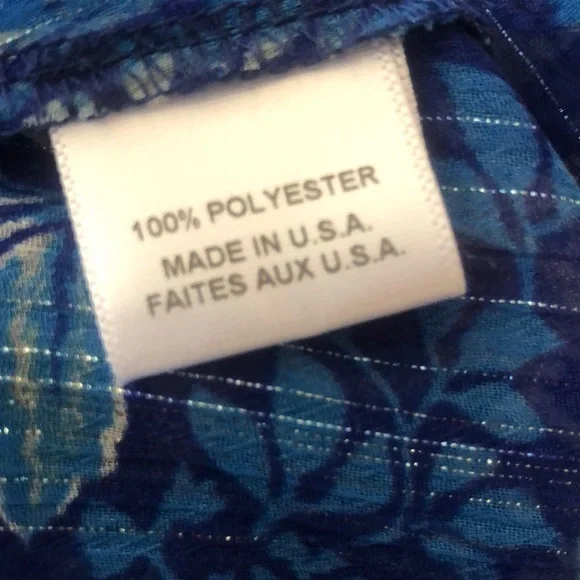 100% POLYESTER
MADE IN U.S.A.
FAITES AUX U.S.A.